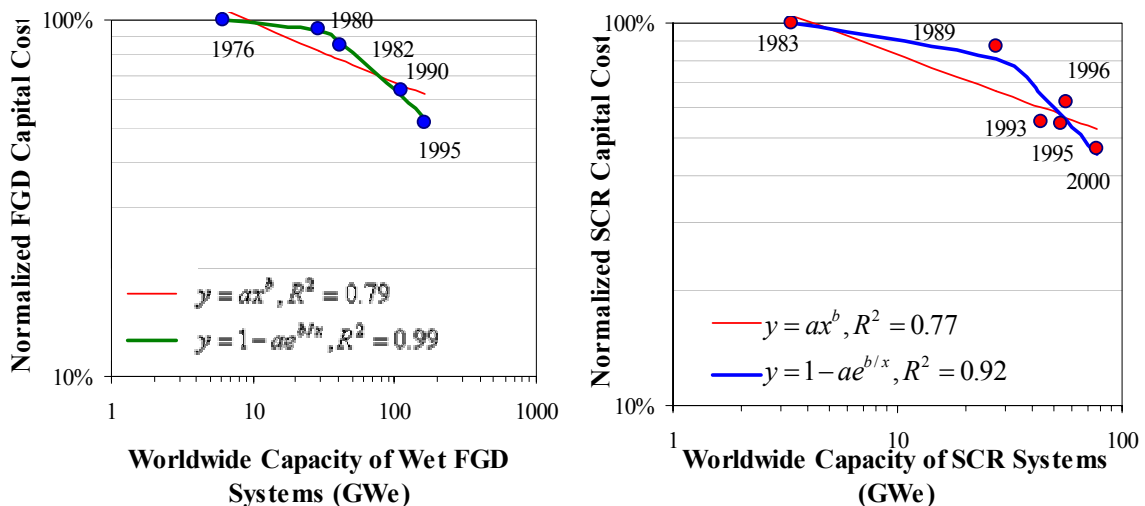 Normalized FGD Capital Cost
100%
10%
1976
1980
1982
1990
1995
y = ax^b, R^2 = 0.79
y = 1 - ae^{b/x}, R^2 = 0.99
1
10
100
1000
Worldwide Capacity of Wet FGD
Systems (GWe)
Normalized SCR Capital Cost
100%
10%
1983
1989
1996
1993
1995
2000
y = ax^b, R^2 = 0.77
y = 1 - ae^{b/x}, R^2 = 0.92
1
10
100
Worldwide Capacity of SCR Systems
(GWe)